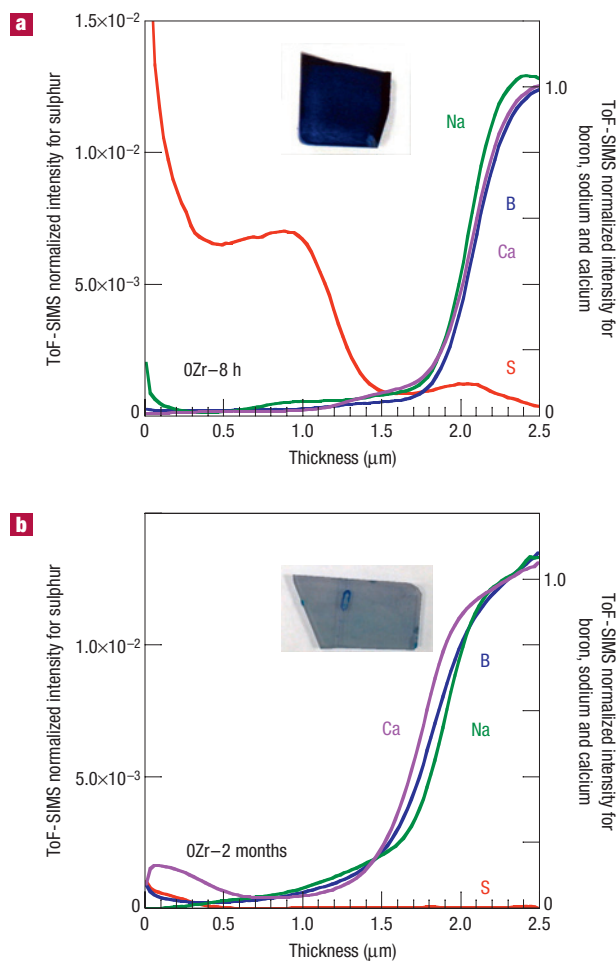 a
1.5×10⁻²
1.0×10⁻²
5.0×10⁻³
0
ToF-SIMS normalized intensity for sulphur
Na
B
Ca
S
0Zr–8 h
1.0
0
ToF-SIMS normalized intensity for
boron, sodium and calcium
0 0.5 1.0 1.5 2.0 2.5
Thickness (μm)
b
1.0×10⁻²
5.0×10⁻³
0
ToF-SIMS normalized intensity for sulphur
B
Ca
Na
S
0Zr–2 months
1.0
0
ToF-SIMS normalized intensity for
boron, sodium and calcium
0 0.5 1.0 1.5 2.0 2.5
Thickness (μm)